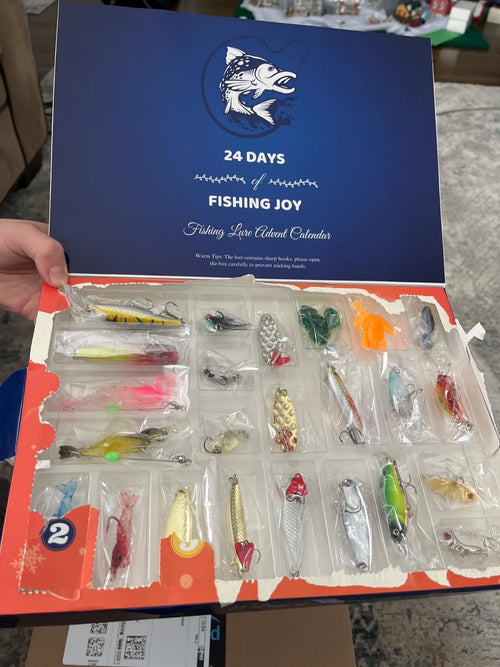 24 DAYS
of
FISHING JOY
Fishing Lure Advent Calendar
Warm Tips: The lure contains sharp hooks, please open
the box carefully to prevent sticking hands.
2